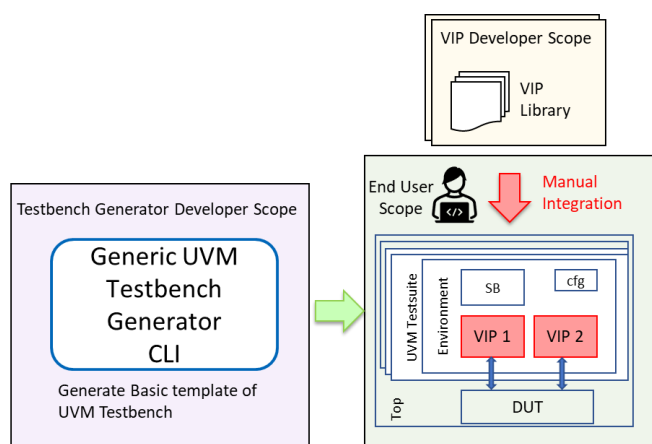 VIP Developer Scope
VIP
Library
Testbench Generator Developer Scope
Generic UVM
Testbench
Generator
CLI
Generate Basic template of
UVM Testbench
End User
Scope
</>
Manual
Integration
Top
UVM Testsuite
Environment
SB
cfg
VIP 1
VIP 2
DUT